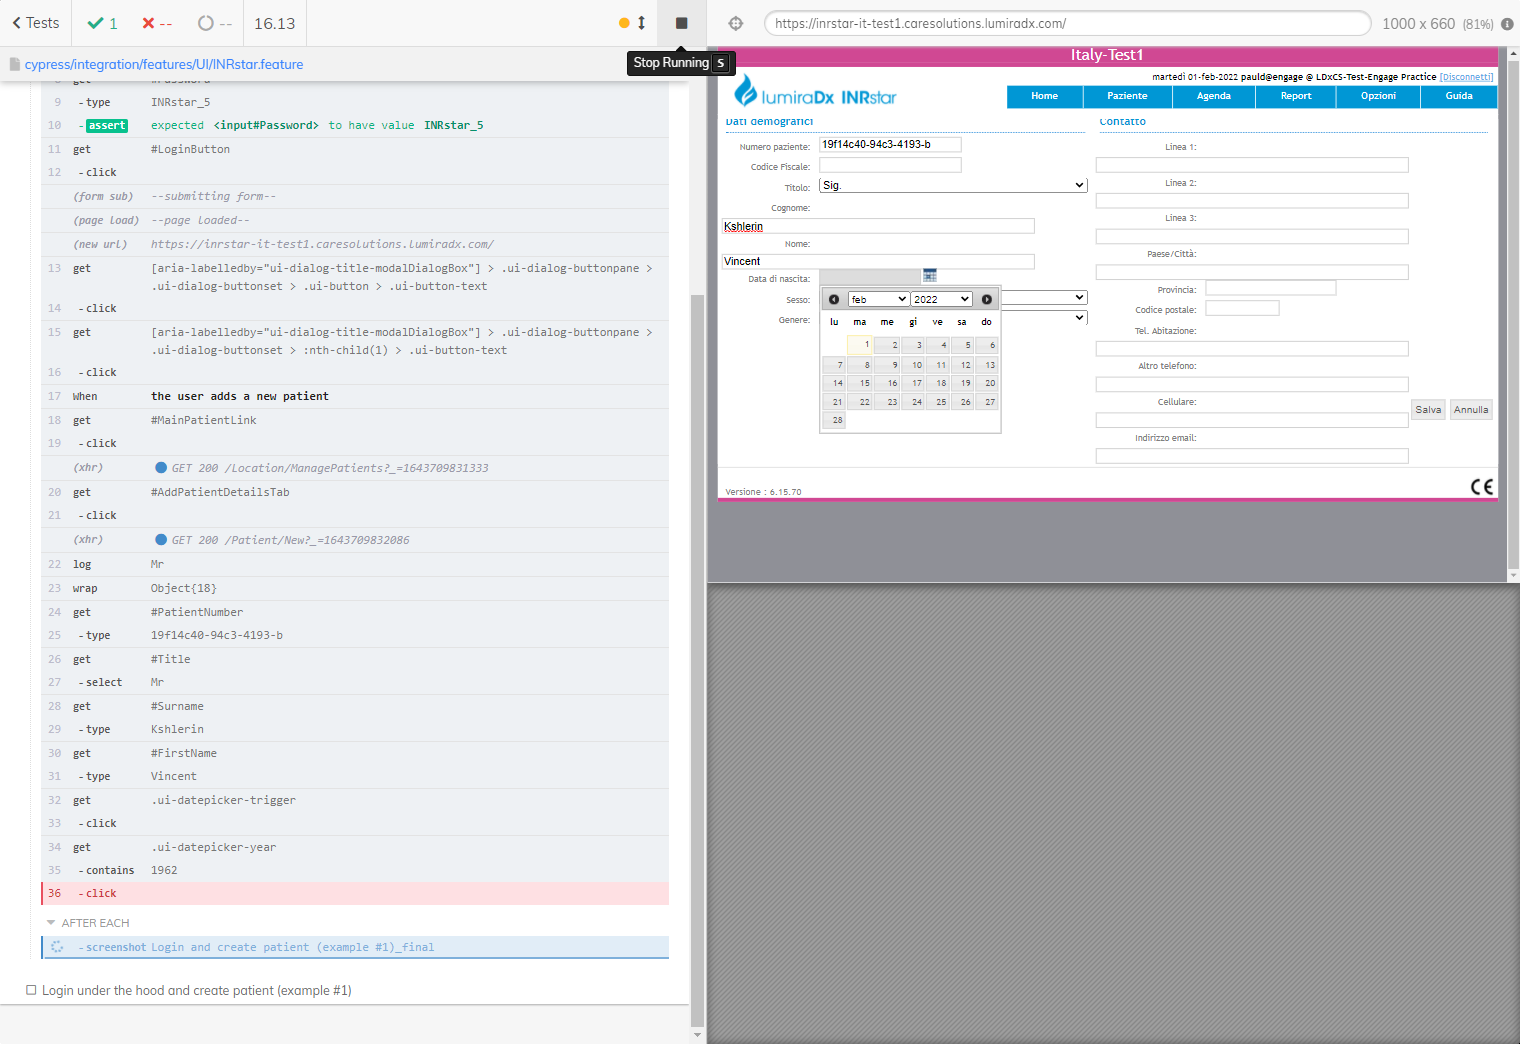 Tests
1
--
--
16.13
Stop Running S
https://inrstar-it-test1.caresolutions.lumiradx.com/
1000 x 660 (81%)
cypress/integration/features/UI/INRstar.feature
8 get #Password
9 -type INRstar_5
10 -assert expected <input#Password> to have value INRstar_5
11 get #LoginButton
12 -click
(form sub) --submitting form--
(page load) --page loaded--
(new url) https://inrstar-it-test1.caresolutions.lumiradx.com/
13 get [aria-labelledby="ui-dialog-title-modalDialogBox"] > .ui-dialog-buttonpane >
.ui-dialog-buttonset > .ui-button > .ui-button-text
14 -click
15 get [aria-labelledby="ui-dialog-title-modalDialogBox"] > .ui-dialog-buttonpane >
.ui-dialog-buttonset > :nth-child(1) > .ui-button-text
16 -click
17 When the user adds a new patient
18 get #MainPatientLink
19 -click
(xhr) GET 200 /Location/ManagePatients?_=1643709831333
20 get #AddPatientDetailsTab
21 -click
(xhr) GET 200 /Patient/New?_=1643709832086
22 log Mr
23 wrap Object{18}
24 get #PatientNumber
25 -type 19f14c40-94c3-4193-b
26 get #Title
27 -select Mr
28 get #Surname
29 -type Kshlerin
30 get #FirstName
31 -type Vincent
32 get .ui-datepicker-trigger
33 -click
34 get .ui-datepicker-year
35 -contains 1962
36 -click
AFTER EACH
-screenshot Login and create patient (example #1)_final
Login under the hood and create patient (example #1)
Italy-Test1
martedì 01-feb-2022 pauld@engage @ LDxCS-Test-Engage Practice [Disconnetti]
lumiraDx INRstar
Home Paziente Agenda Report Opzioni Guida
Dati demografici
Numero paziente: 19f14c40-94c3-4193-b
Codice Fiscale:
Titolo: Sig.
Cognome:
Kshlerin
Nome:
Vincent
Data di nascita:
Sesso:
Genere:
feb 2022
lu ma me gi ve sa do
1 2 3 4 5 6
7 8 9 10 11 12 13
14 15 16 17 18 19 20
21 22 23 24 25 26 27
28
Contatto
Linea 1:
Linea 2:
Linea 3:
Paese/Città:
Provincia:
Codice postale:
Tel. Abitazione:
Altro telefono:
Cellulare:
Indirizzo email:
Salva Annulla
Versione : 6.15.70
CE